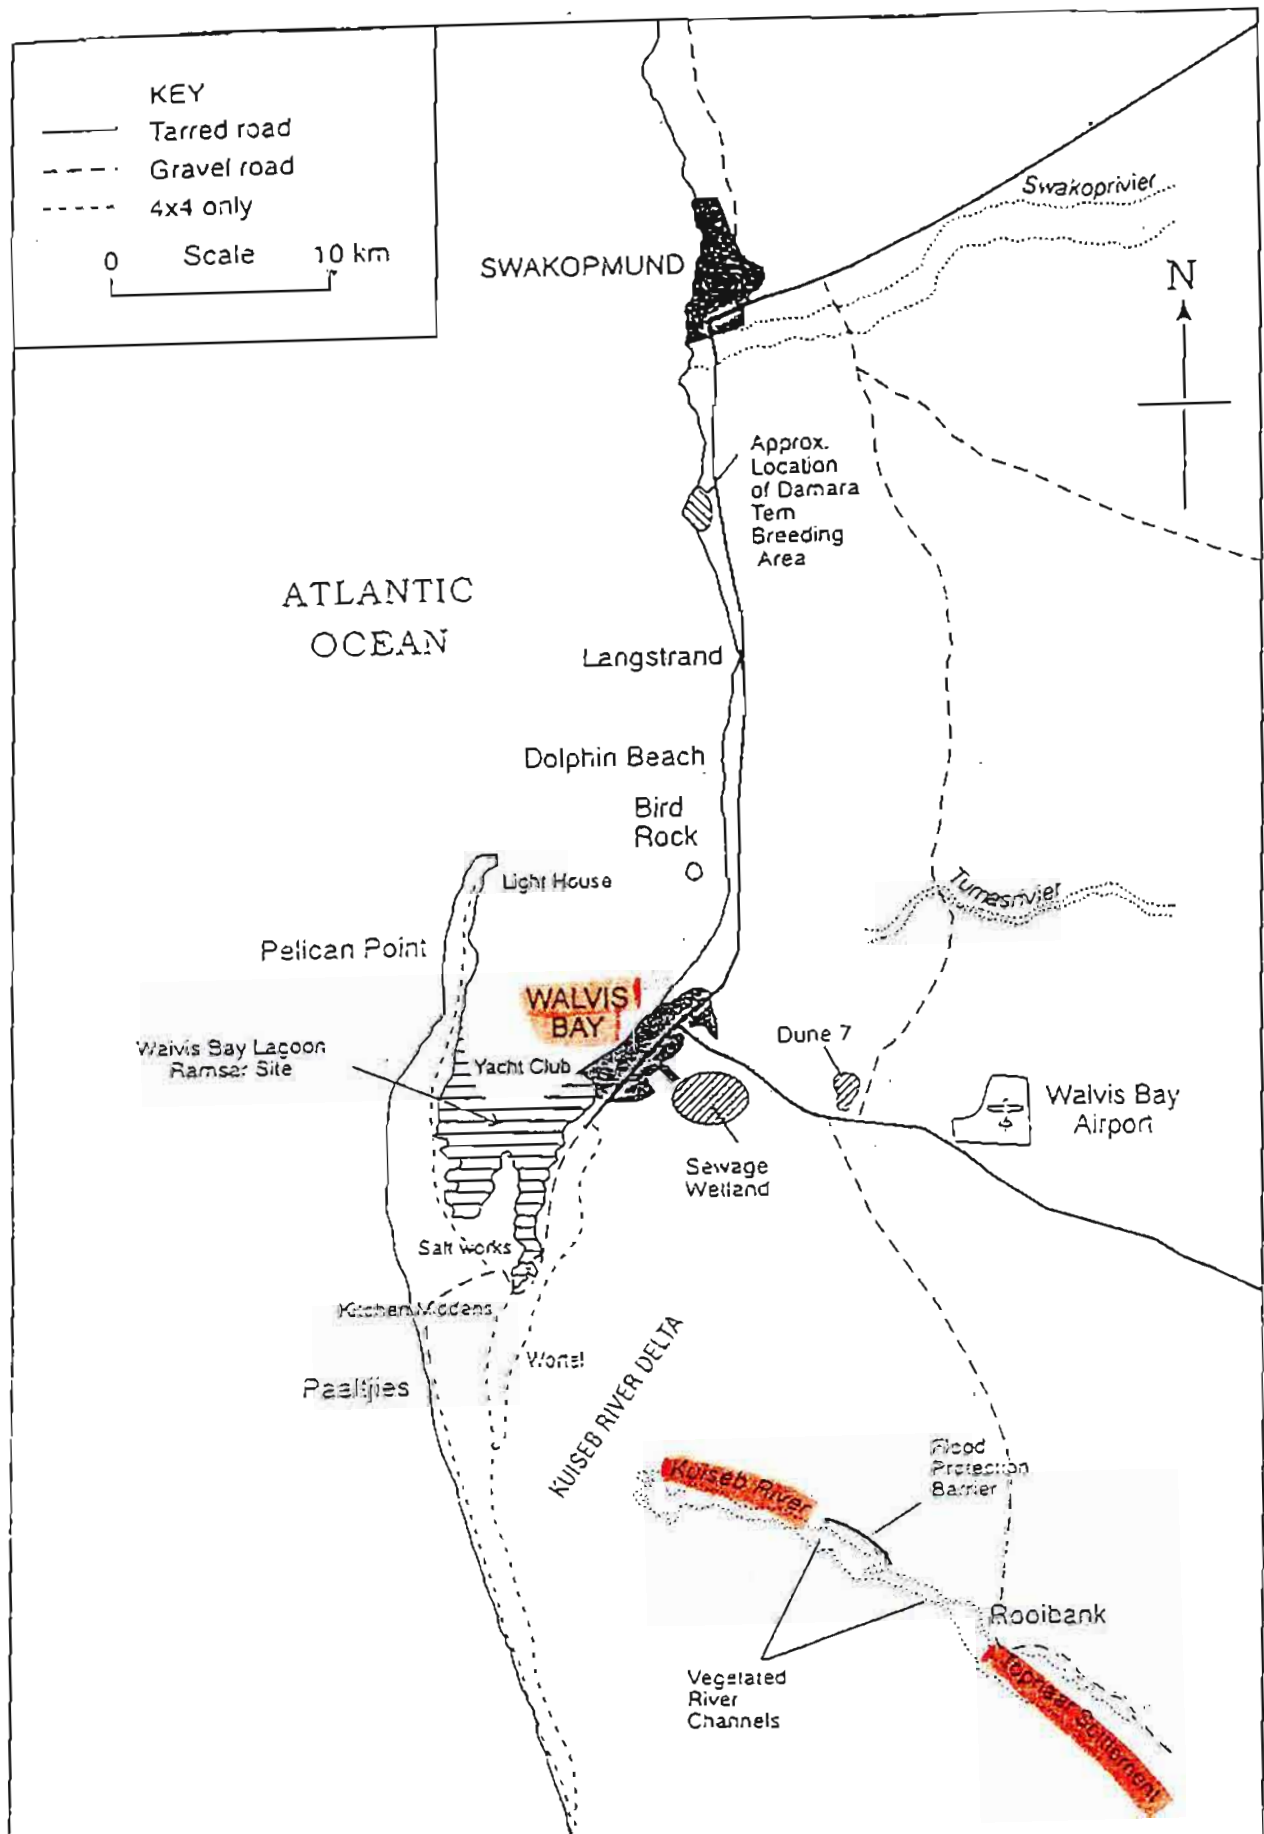 KEY
Tarred road
Gravel road
4x4 only
0 Scale 10 km
Swakoprivier
SWAKOPMUND
N
Approx.
Location
of Damara
Tern
Breeding
Area
ATLANTIC
OCEAN
Langstrand
Dolphin Beach
Bird
Rock
Light House
Tumasrivier
Pelican Point
WALVIS
BAY
Dune 7
Walvis Bay Lagoon
Ramsar Site
Yacht Club
Walvis Bay
Airport
Sewage
Wetland
Salt works
Kitchen Middens
Wortel
Paaltjies
KUISEB RIVER DELTA
Flood
Protection
Barrier
Kuiseb River
Rooibank
Vegetated
River
Channels
Topnaar Settlement